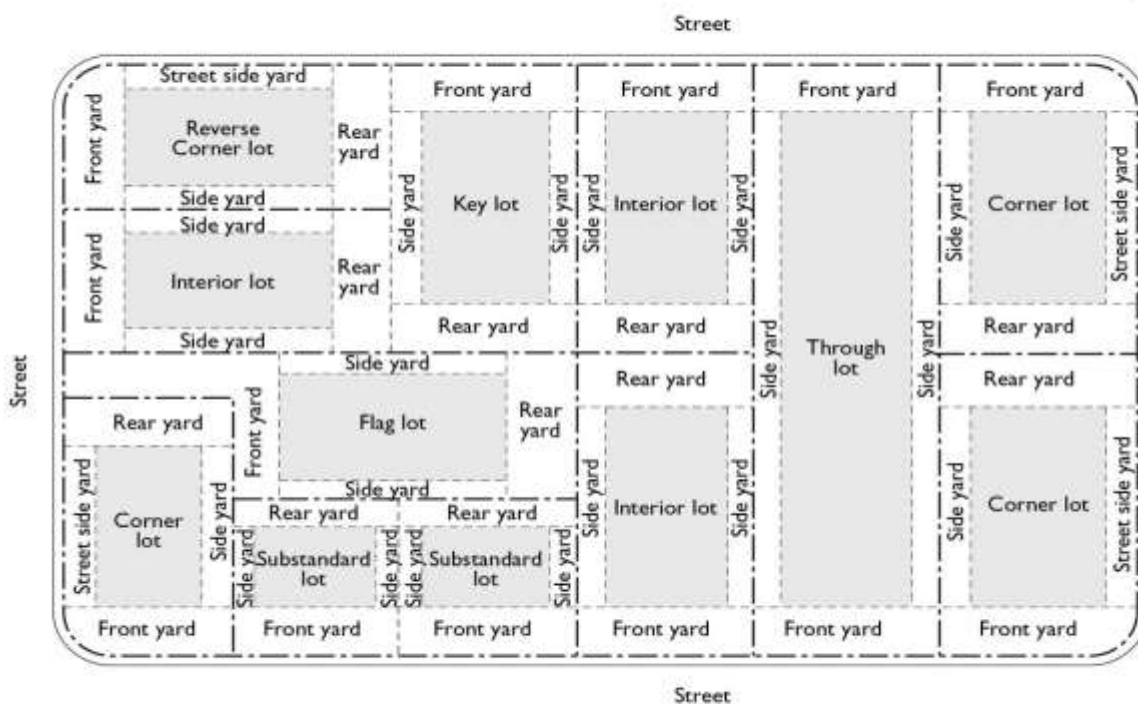 Street
Street side yard
Front yard
Reverse
Corner lot
Rear
yard
Side yard
Front yard
Side yard
Key lot
Side yard
Rear yard
Front yard
Side yard
Interior lot
Side yard
Rear yard
Front yard
Front yard
Side yard
Corner lot
Street side yard
Rear yard
Front yard
Side yard
Interior lot
Rear
yard
Side yard
Side yard
Through
lot
Side yard
Front yard
Street
Rear yard
Street side yard
Corner
lot
Side yard
Front yard
Side yard
Front yard
Flag lot
Rear
yard
Side yard
Rear yard
Side yard
Substandard
lot
Side yard
Front yard
Rear yard
Side yard
Substandard
lot
Side yard
Front yard
Rear yard
Side yard
Interior lot
Side yard
Front yard
Rear yard
Side yard
Corner lot
Street side yard
Front yard
Street